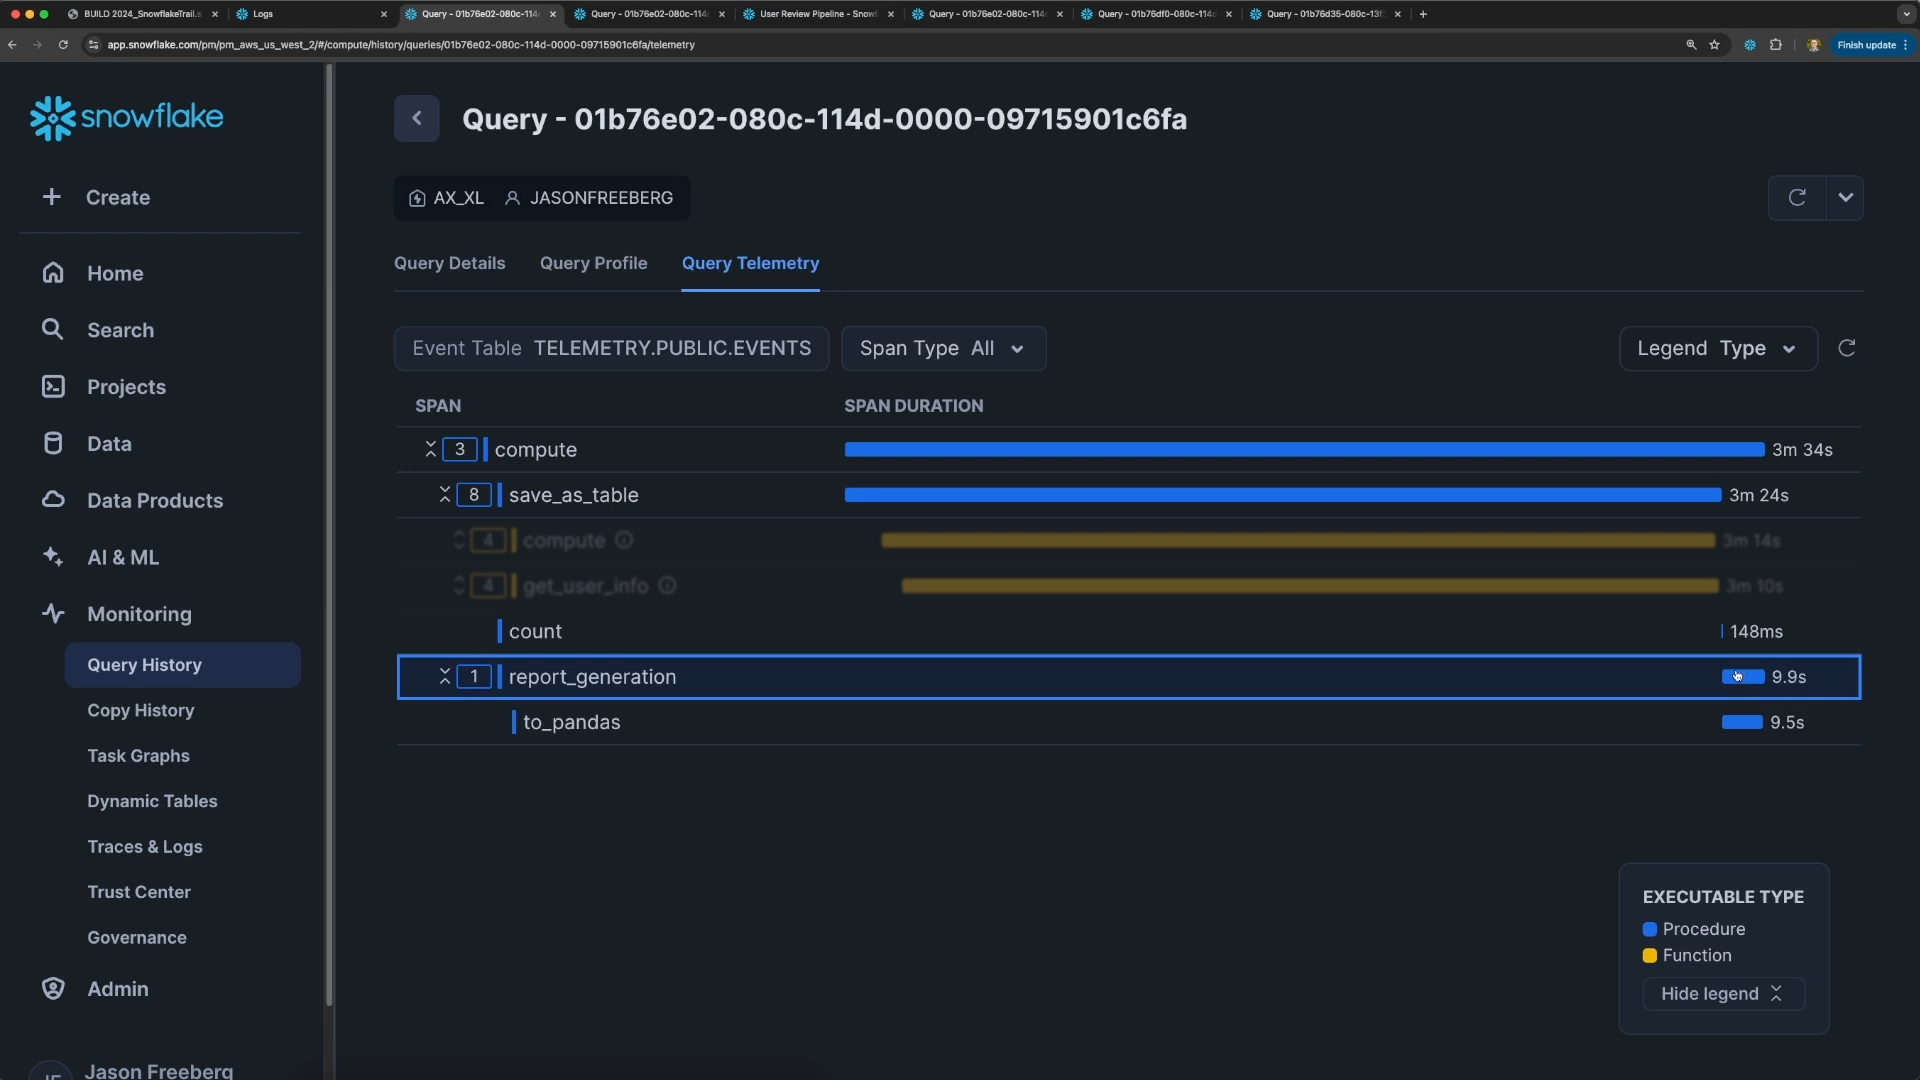 BUILD 2024_SnowflakeTrail.s
Logs
Query - 01b76e02-080c-114
Query - 01b76e02-080c-114
User Review Pipeline - Snow
Query - 01b76e02-080c-114
Query - 01b76df0-080c-114
Query - 01b76d35-080c-13f
app.snowflake.com/pm/pm_aws_us_west_2/#/compute/history/queries/01b76e02-080c-114d-0000-09715901c6fa/telemetry
Finish update
snowflake
Create
Home
Search
Projects
Data
Data Products
AI & ML
Monitoring
Query History
Copy History
Task Graphs
Dynamic Tables
Traces & Logs
Trust Center
Governance
Admin
Jason Freeberg
Query - 01b76e02-080c-114d-0000-09715901c6fa
AX_XL JASONFREEBERG
Query Details Query Profile Query Telemetry
Event Table TELEMETRY.PUBLIC.EVENTS Span Type All Legend Type
SPAN SPAN DURATION
3 compute 3m 34s
8 save_as_table 3m 24s
4 compute 3m 14s
4 get_user_info 3m 10s
count 148ms
1 report_generation 9.9s
to_pandas 9.5s
EXECUTABLE TYPE
Procedure
Function
Hide legend